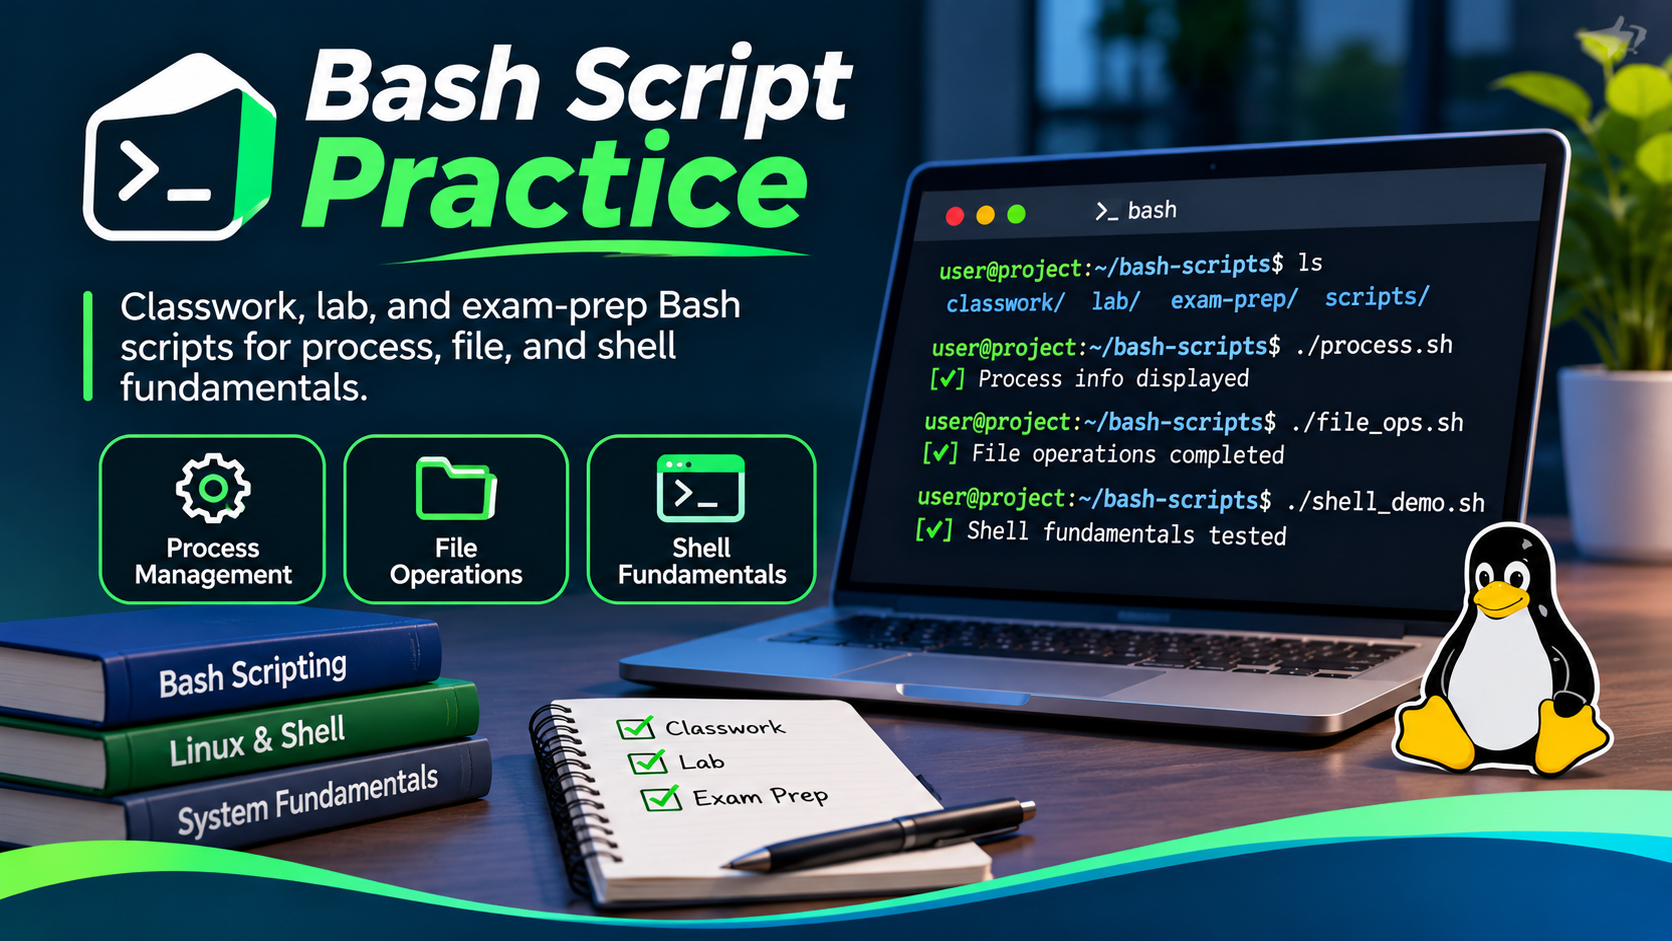 Bash Script
Practice
Classwork, lab, and exam-prep Bash
scripts for process, file, and shell
fundamentals.
Process
Management
File
Operations
Shell
Fundamentals
>_ bash
user@project:~/bash-scripts$ ls
classwork/ lab/ exam-prep/ scripts/
user@project:~/bash-scripts$ ./process.sh
[✓] Process info displayed
user@project:~/bash-scripts$ ./file_ops.sh
[✓] File operations completed
user@project:~/bash-scripts$ ./shell_demo.sh
[✓] Shell fundamentals tested
Bash Scripting
Linux & Shell
System Fundamentals
Classwork
Lab
Exam Prep